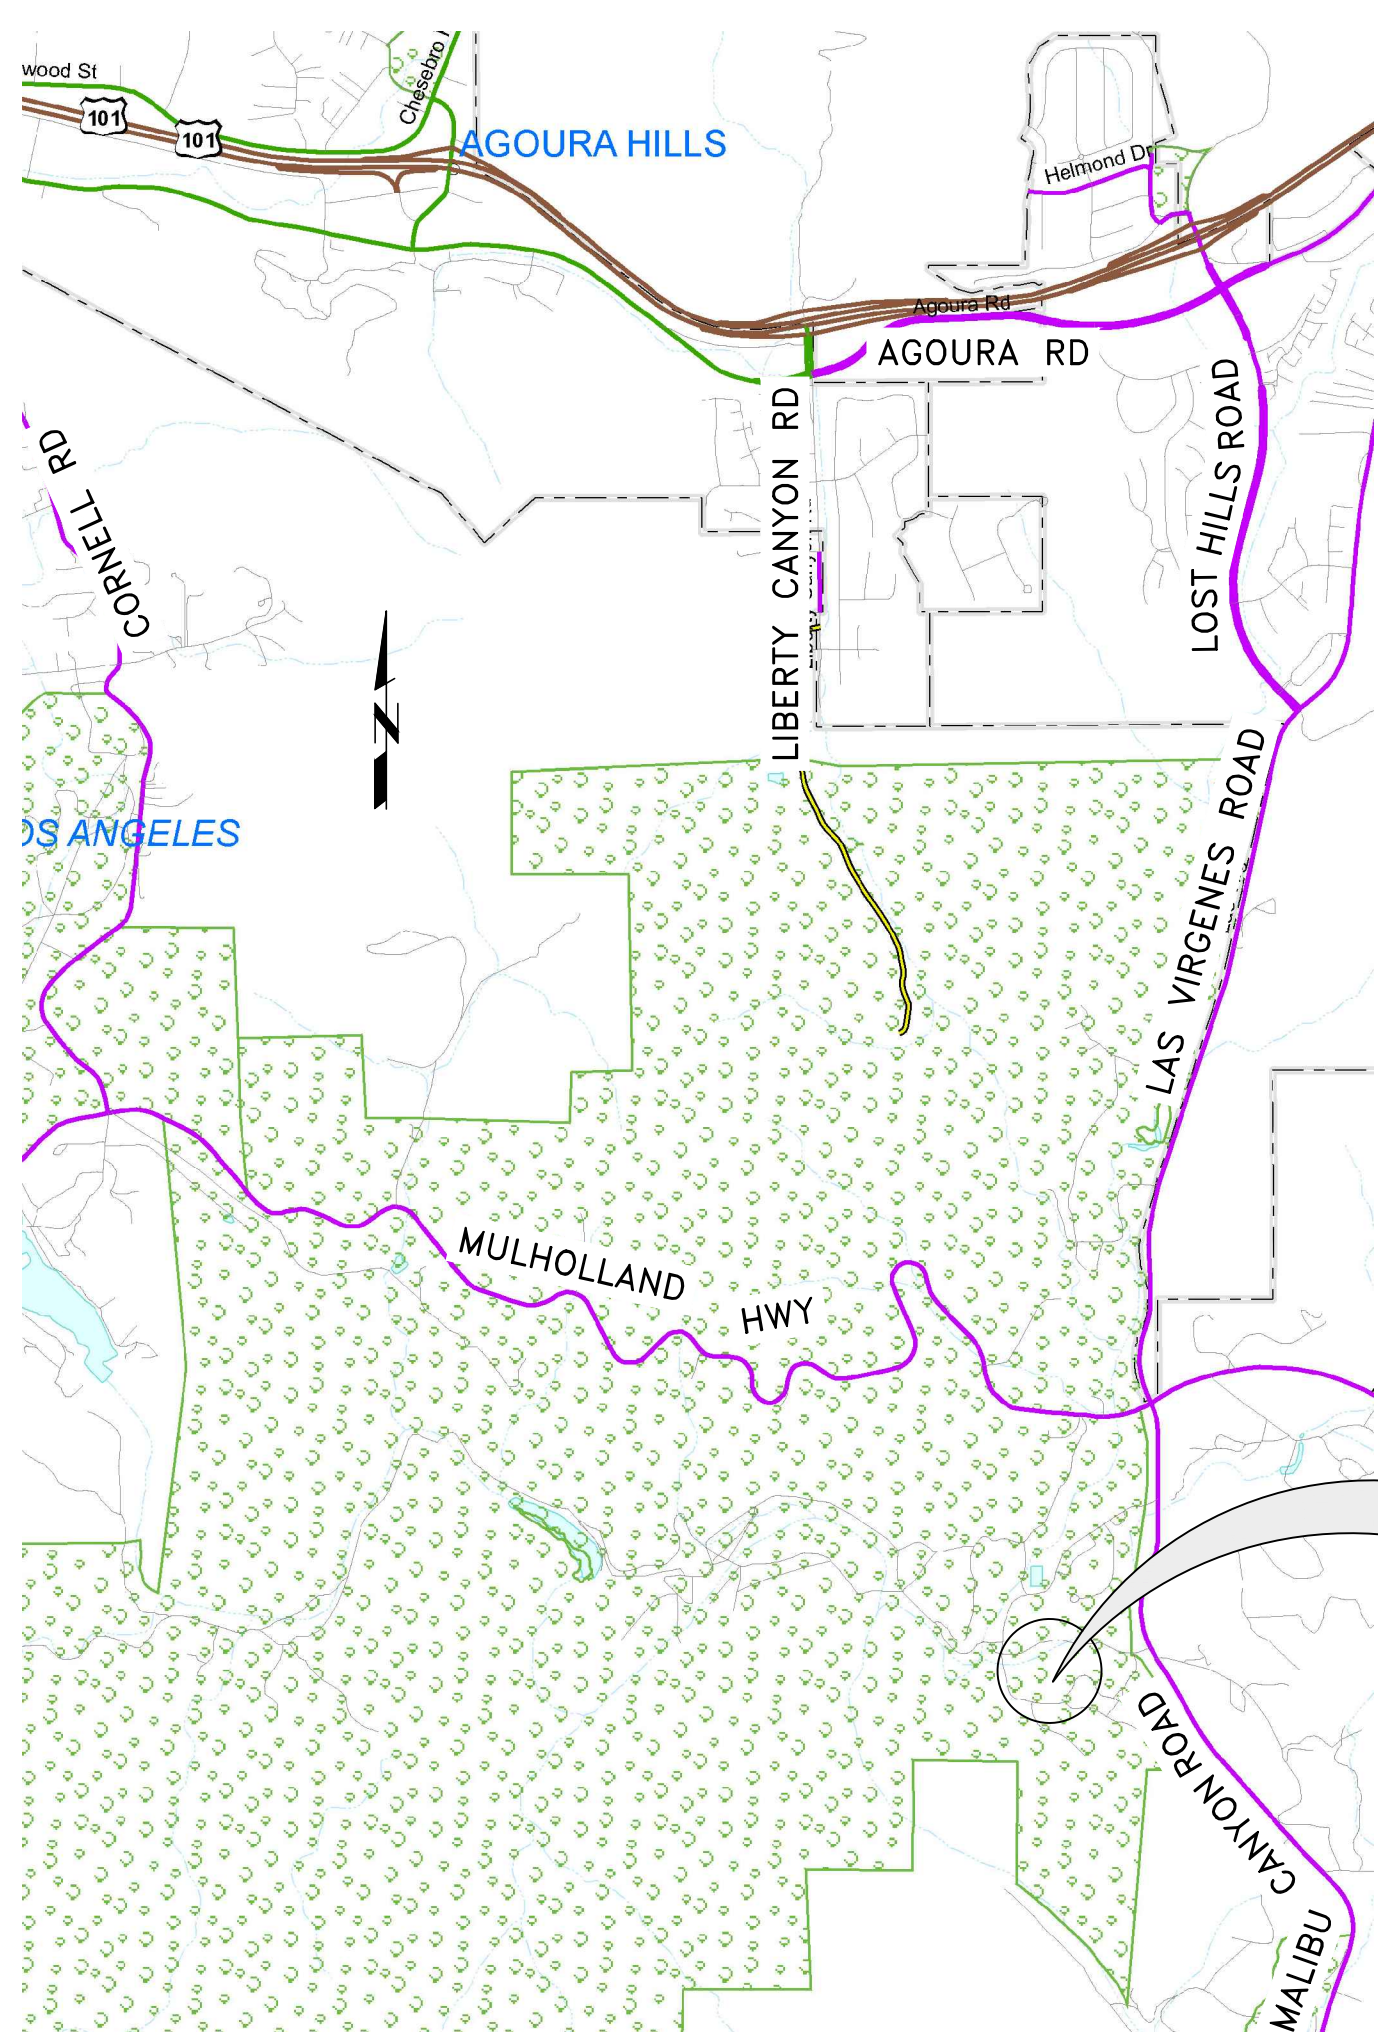 wood St
Chesebro
101
101
AGOURA HILLS
Helmond Dr
Agoura Rd
AGOURA RD
LIBERTY CANYON RD
LOST HILLS ROAD
CORNELL RD
N
LAS VIRGENES ROAD
OS ANGELES
MULHOLLAND HWY
MALIBU CANYON ROAD